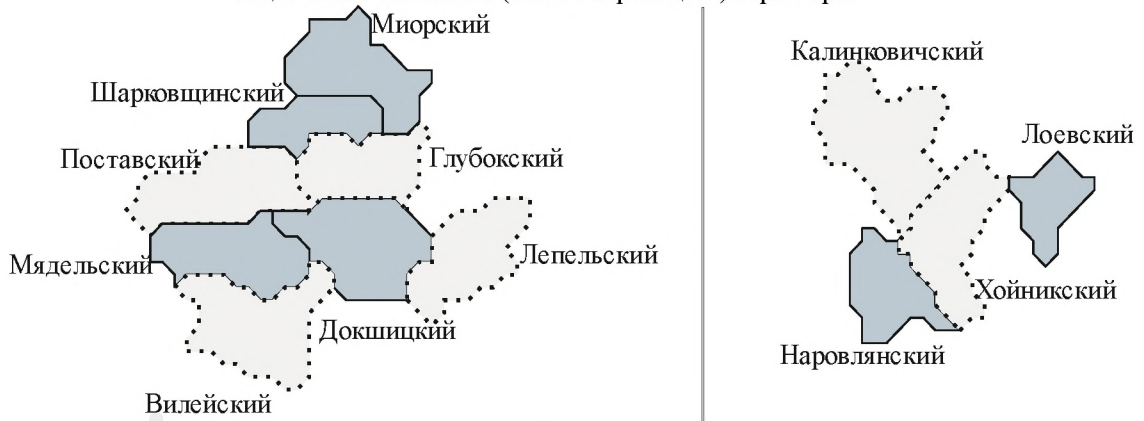 Миорский
Шарковщинский
Поставский
Глубокский
Мядельский
Лепельский
Докшицкий
Вилейский
Калинковичский
Лоевский
Хойникский
Наровлянский